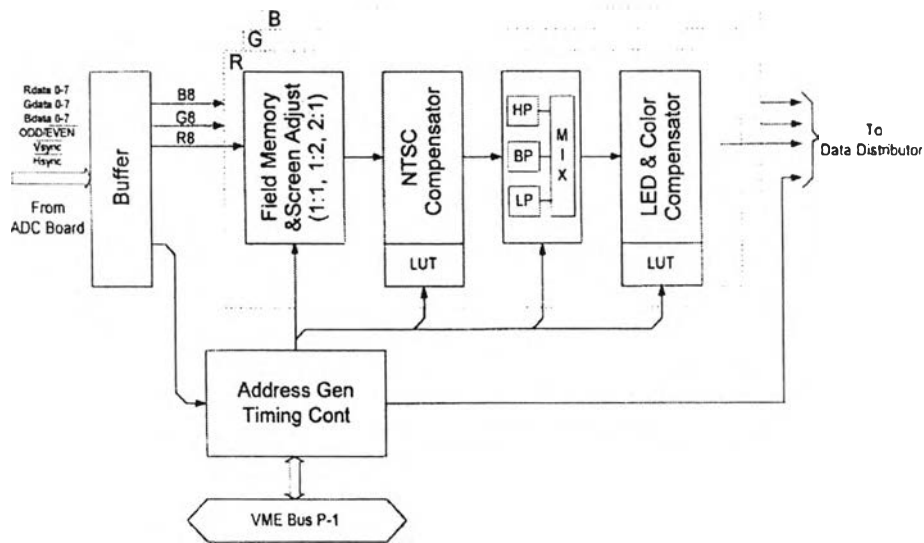 B
G
R
Rdata 0-7
Gdata 0-7
Bdata 0-7
ODD/EVEN
Vsync
Hsync
From
ADC Board
Buffer
B8
G8
R8
Field Memory
&Screen Adjust
(1:1, 1:2, 2:1)
NTSC
Compensator
LUT
HP
BP
LP
M
I
X
LED & Color
Compensator
LUT
To
Data Distributor
Address Gen
Timing Cont
VME Bus P-1